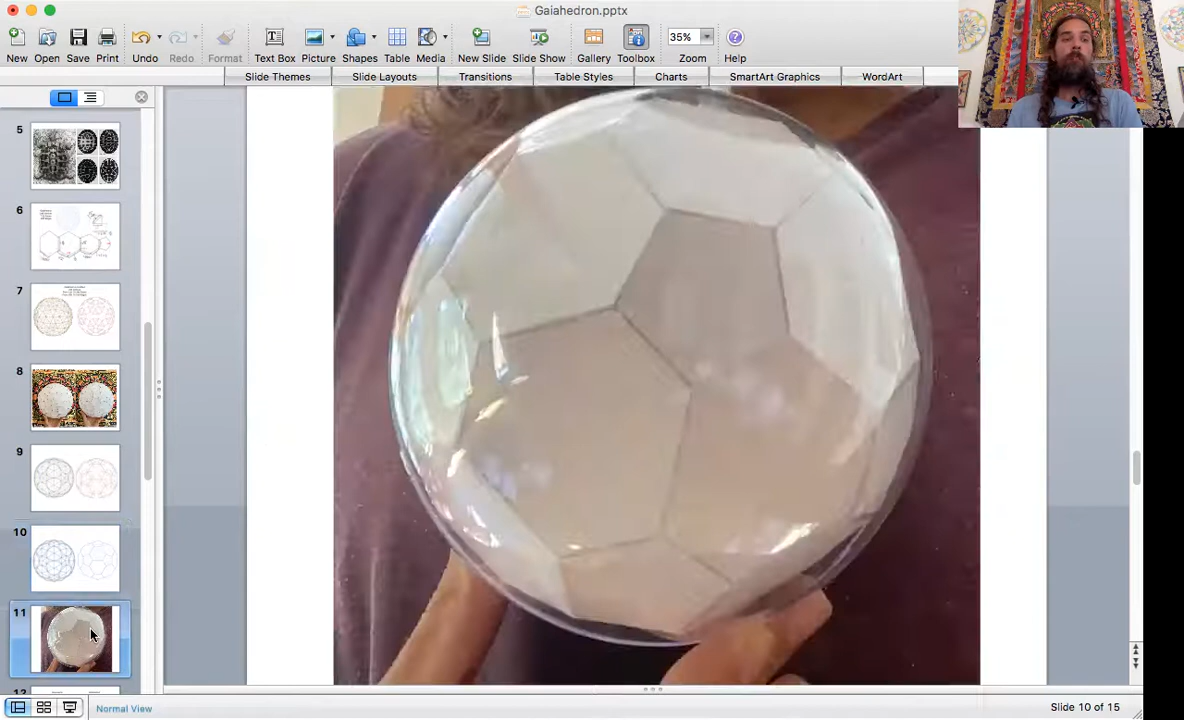 Gaiahedron.pptx
New Open Save Print Undo Redo Format Text Box Picture Shapes Table Media New Slide Slide Show Gallery Toolbox 35% Zoom Help
Slide Themes Slide Layouts Transitions Table Styles Charts SmartArt Graphics WordArt
5
6
7
8
9
10
11
12
Normal View
Slide 10 of 15